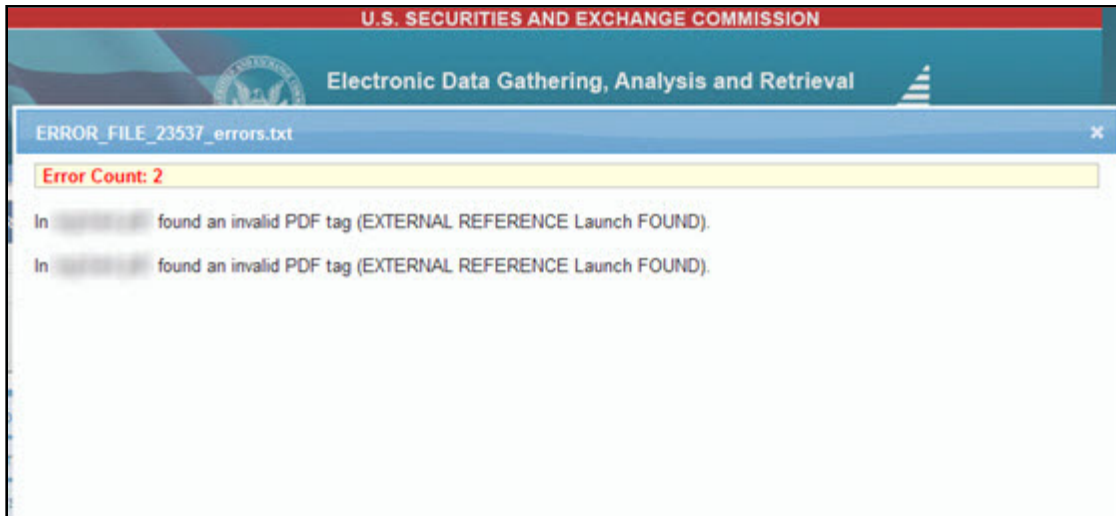 U.S. SECURITIES AND EXCHANGE COMMISSION
Electronic Data Gathering, Analysis and Retrieval
ERROR_FILE_23537_errors.txt
Error Count: 2
In found an invalid PDF tag (EXTERNAL REFERENCE Launch FOUND).
In found an invalid PDF tag (EXTERNAL REFERENCE Launch FOUND).